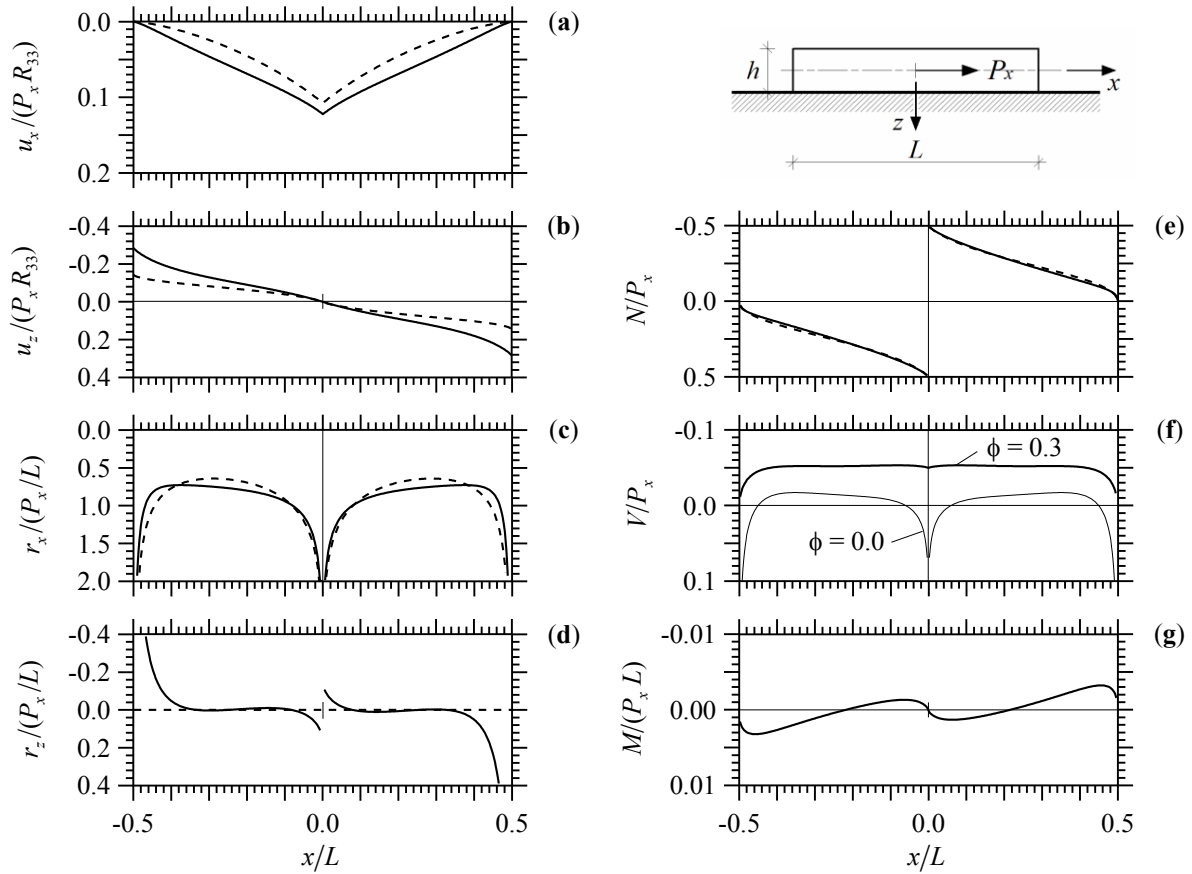 0.0
0.1
0.2
u_x/(P_x R_33)
(a)
h
P_x
x
z
L
-0.4
-0.2
0.0
0.2
0.4
u_z/(P_x R_33)
(b)
-0.5
0.0
0.5
N/P_x
(e)
0.0
0.5
1.0
1.5
2.0
r_x/(P_x/L)
(c)
-0.1
0.0
0.1
V/P_x
ϕ = 0.3
ϕ = 0.0
(f)
-0.4
-0.2
0.0
0.2
0.4
r_z/(P_x/L)
(d)
-0.01
0.00
0.01
M/(P_x L)
(g)
-0.5 0.0 0.5
x/L
-0.5 0.0 0.5
x/L